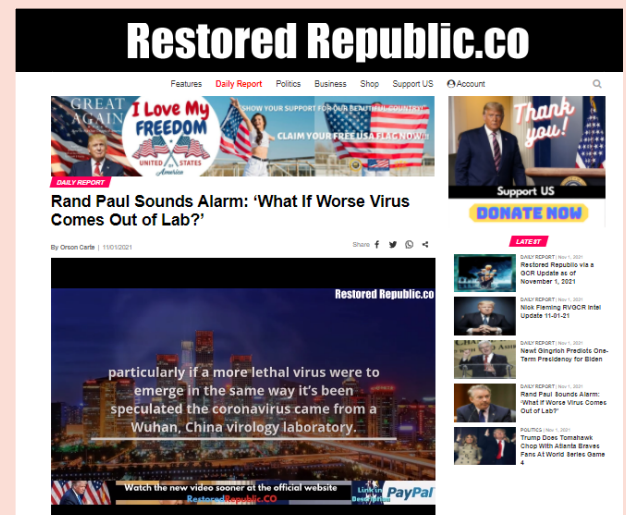 Restored Republic.co
Features Daily Report Politics Business Shop Support US Account
GREAT
AGAIN
I Love My
FREEDOM
UNITED STATES
of America
SHOW YOUR SUPPORT FOR OUR BEAUTIFUL COUNTRY!
CLAIM YOUR FREE USA FLAG NOW
Thank
you!
Support US
DONATE NOW
DAILY REPORT
Rand Paul Sounds Alarm: ‘What If Worse Virus
Comes Out of Lab?’
By Orson Carte | 11/01/2021
Share
Restored Republic.co
particularly if a more lethal virus were to
emerge in the same way it’s been
speculated the coronavirus came from a
Wuhan, China virology laboratory.
Watch the new video sooner at the official website
RestoredRepublic.CO
Link in
Description
PayPal
LATEST
DAILY REPORT / Nov 1, 2021
Restored Republic via a
GCR Update as of
November 1, 2021
DAILY REPORT / Nov 1, 2021
Nick Fleming RVGCR Intel
Update 11-01-21
DAILY REPORT / Nov 1, 2021
Newt Gingrich Predicts One-
Term Presidency for Biden
DAILY REPORT / Nov 1, 2021
Rand Paul Sounds Alarm:
‘What If Worse Virus Comes
Out of Lab?’
POLITICS / Nov 1, 2021
Trump Does Tomahawk
Chop With Atlanta Braves
Fans At World Series Game
4